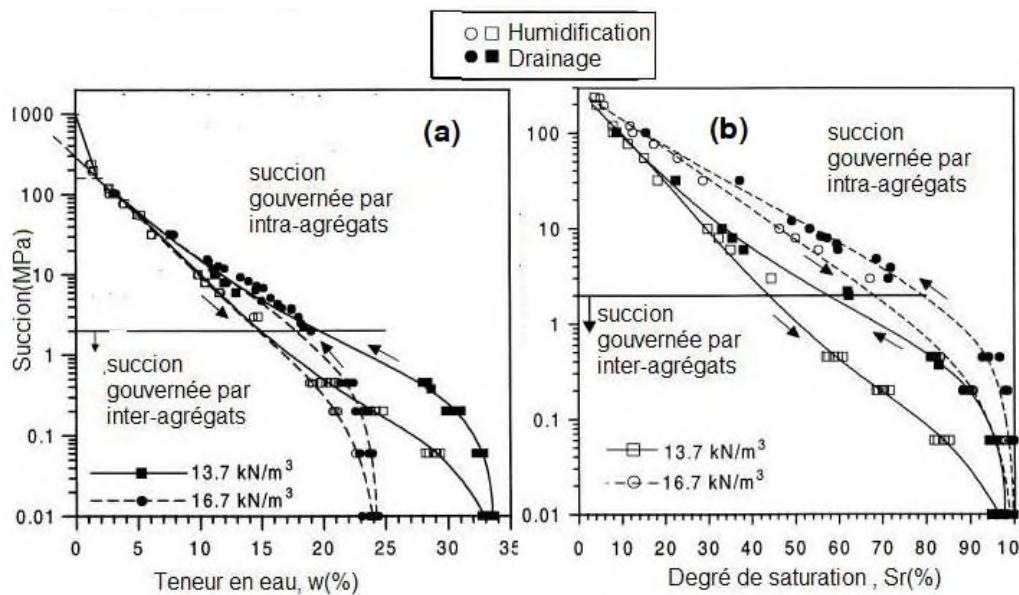 Humidification
Drainage
(a)
Succion(MPa)
1000
100
10
1
0.1
0.01
succion
gouvernée par
intra-agrégats
succion
gouvernée par
inter-agrégats
13.7 kN/m³
16.7 kN/m³
0 5 10 15 20 25 30 35
Teneur en eau, w(%)
(b)
100
10
1
0.1
0.01
succion
gouvernée par
intra-agrégats
succion
gouvernée par
inter-agrégats
13.7 kN/m³
16.7 kN/m³
0 10 20 30 40 50 60 70 80 90 100
Degré de saturation , Sr(%)